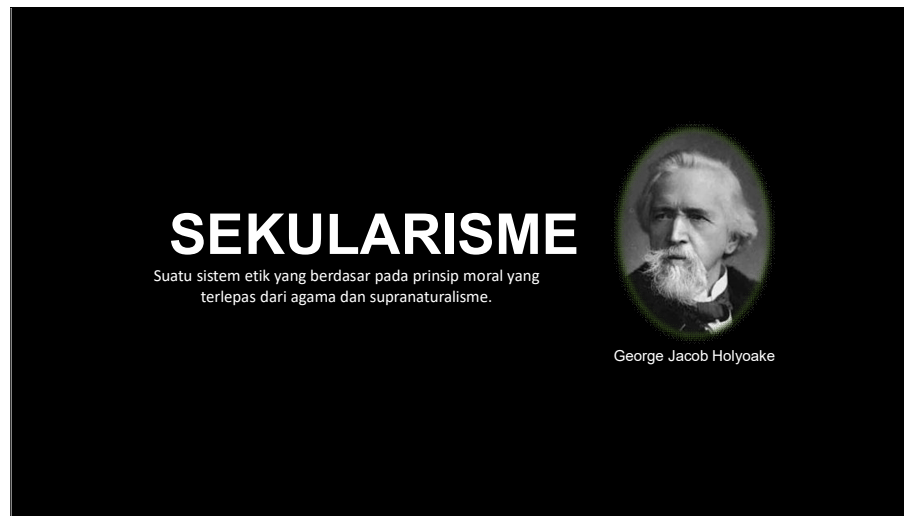 SEKULARISME
Suatu sistem etik yang berdasar pada prinsip moral yang
terlepas dari agama dan supranaturalisme.
George Jacob Holyoake